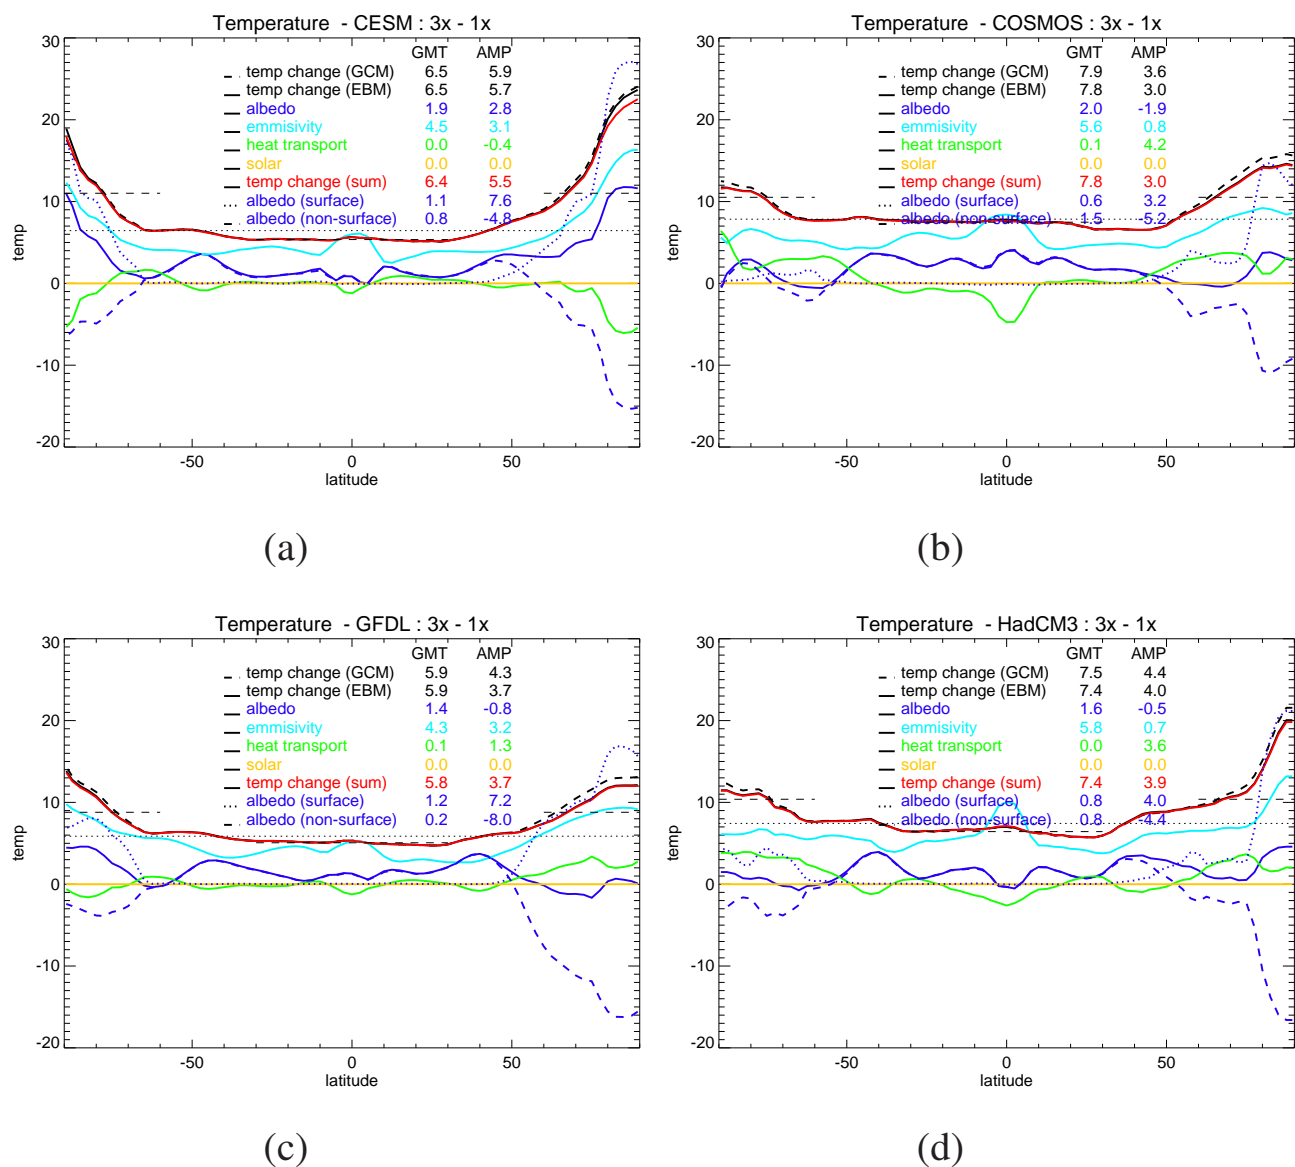 Temperature - CESM : 3x - 1x
GMT AMP
temp change (GCM) 6.5 5.9
temp change (EBM) 6.5 5.7
albedo 1.9 2.8
emmisivity 4.5 3.1
heat transport 0.0 -0.4
solar 0.0 0.0
temp change (sum) 6.4 5.5
albedo (surface) 1.1 7.6
albedo (non-surface) 0.8 -4.8
30
20
10
0
-10
-20
temp
-50 0 50
latitude
(a)
Temperature - COSMOS : 3x - 1x
GMT AMP
temp change (GCM) 7.9 3.6
temp change (EBM) 7.8 3.0
albedo 2.0 -1.9
emmisivity 5.6 0.8
heat transport 0.1 4.2
solar 0.0 0.0
temp change (sum) 7.8 3.0
albedo (surface) 0.6 3.2
albedo (non-surface) 1.5 -5.2
30
20
10
0
-10
-20
temp
-50 0 50
latitude
(b)
Temperature - GFDL : 3x - 1x
GMT AMP
temp change (GCM) 5.9 4.3
temp change (EBM) 5.9 3.7
albedo 1.4 -0.8
emmisivity 4.3 3.2
heat transport 0.1 1.3
solar 0.0 0.0
temp change (sum) 5.8 3.7
albedo (surface) 1.2 7.2
albedo (non-surface) 0.2 -8.0
30
20
10
0
-10
-20
temp
-50 0 50
latitude
(c)
Temperature - HadCM3 : 3x - 1x
GMT AMP
temp change (GCM) 7.5 4.4
temp change (EBM) 7.4 4.0
albedo 1.6 -0.5
emmisivity 5.8 0.7
heat transport 0.0 3.6
solar 0.0 0.0
temp change (sum) 7.4 3.9
albedo (surface) 0.8 4.0
albedo (non-surface) 0.8 -4.4
30
20
10
0
-10
-20
temp
-50 0 50
latitude
(d)